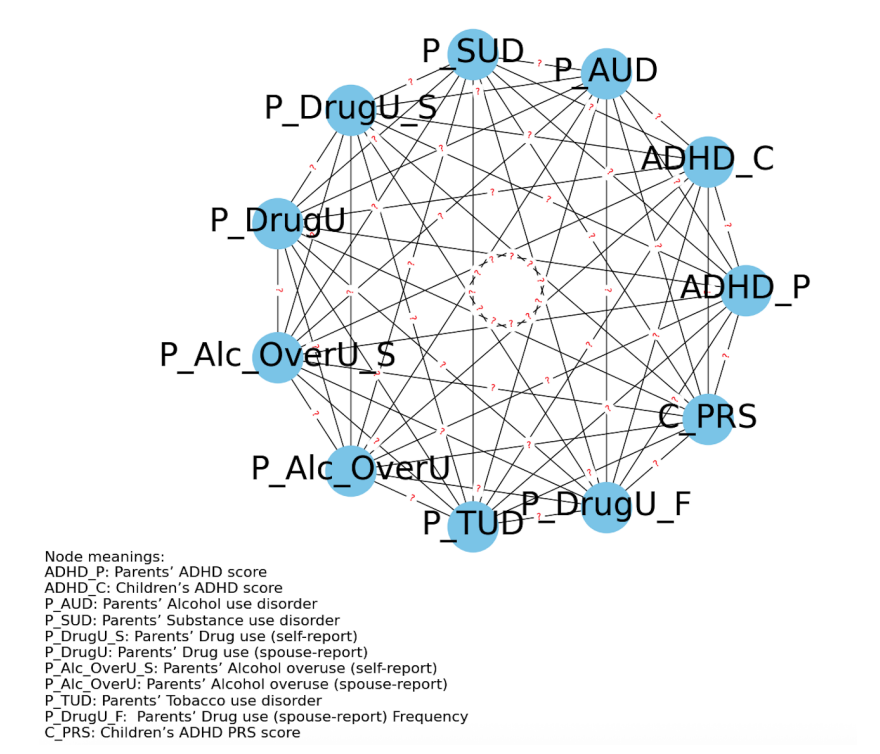 P_SUD
P_AUD
P_DrugU_S
ADHD_C
P_DrugU
ADHD_P
P_Alc_OverU_S
C_PRS
P_Alc_OverU
P_DrugU_F
P_TUD
Node meanings:
ADHD_P: Parents’ ADHD score
ADHD_C: Children’s ADHD score
P_AUD: Parents’ Alcohol use disorder
P_SUD: Parents’ Substance use disorder
P_DrugU_S: Parents’ Drug use (self-report)
P_DrugU: Parents’ Drug use (spouse-report)
P_Alc_OverU_S: Parents’ Alcohol overuse (self-report)
P_Alc_OverU: Parents’ Alcohol overuse (spouse-report)
P_TUD: Parents’ Tobacco use disorder
P_DrugU_F:  Parents’ Drug use (spouse-report) Frequency
C_PRS: Children’s ADHD PRS score